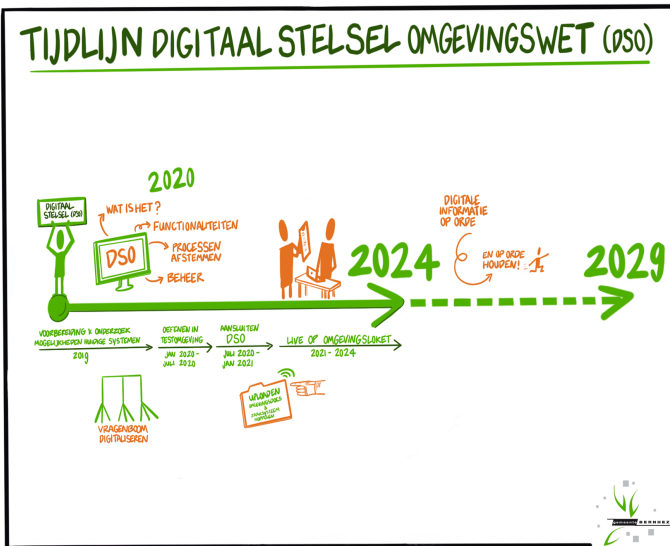 TIJDLIJN DIGITAAL STELSEL OMGEVINGSWET (DSO)
2020
DIGITAAL
STELSEL (DSO)
WAT IS HET?
FUNCTIONALITEITEN
DSO
PROCESSEN
AFSTEMMEN
BEHEER
2024
DIGITALE
INFORMATIE
OP ORDE
EN OP ORDE
HOUDEN!
2029
VOORBEREIDING & ONDERZOEK
MOGELIJKHEDEN HUIDIGE SYSTEMEN
2019
OEFENEN IN
TESTOMGEVING
JAN 2020 -
JULI 2020
AANSLUITEN
DSO
JULI 2020 -
JAN 2021
LIVE OP OMGEVINGSLOKET
2021 - 2024
VRAGENBOOM
DIGITALISEREN
UPLOADEN
KOPPELEN
GEMEENTE